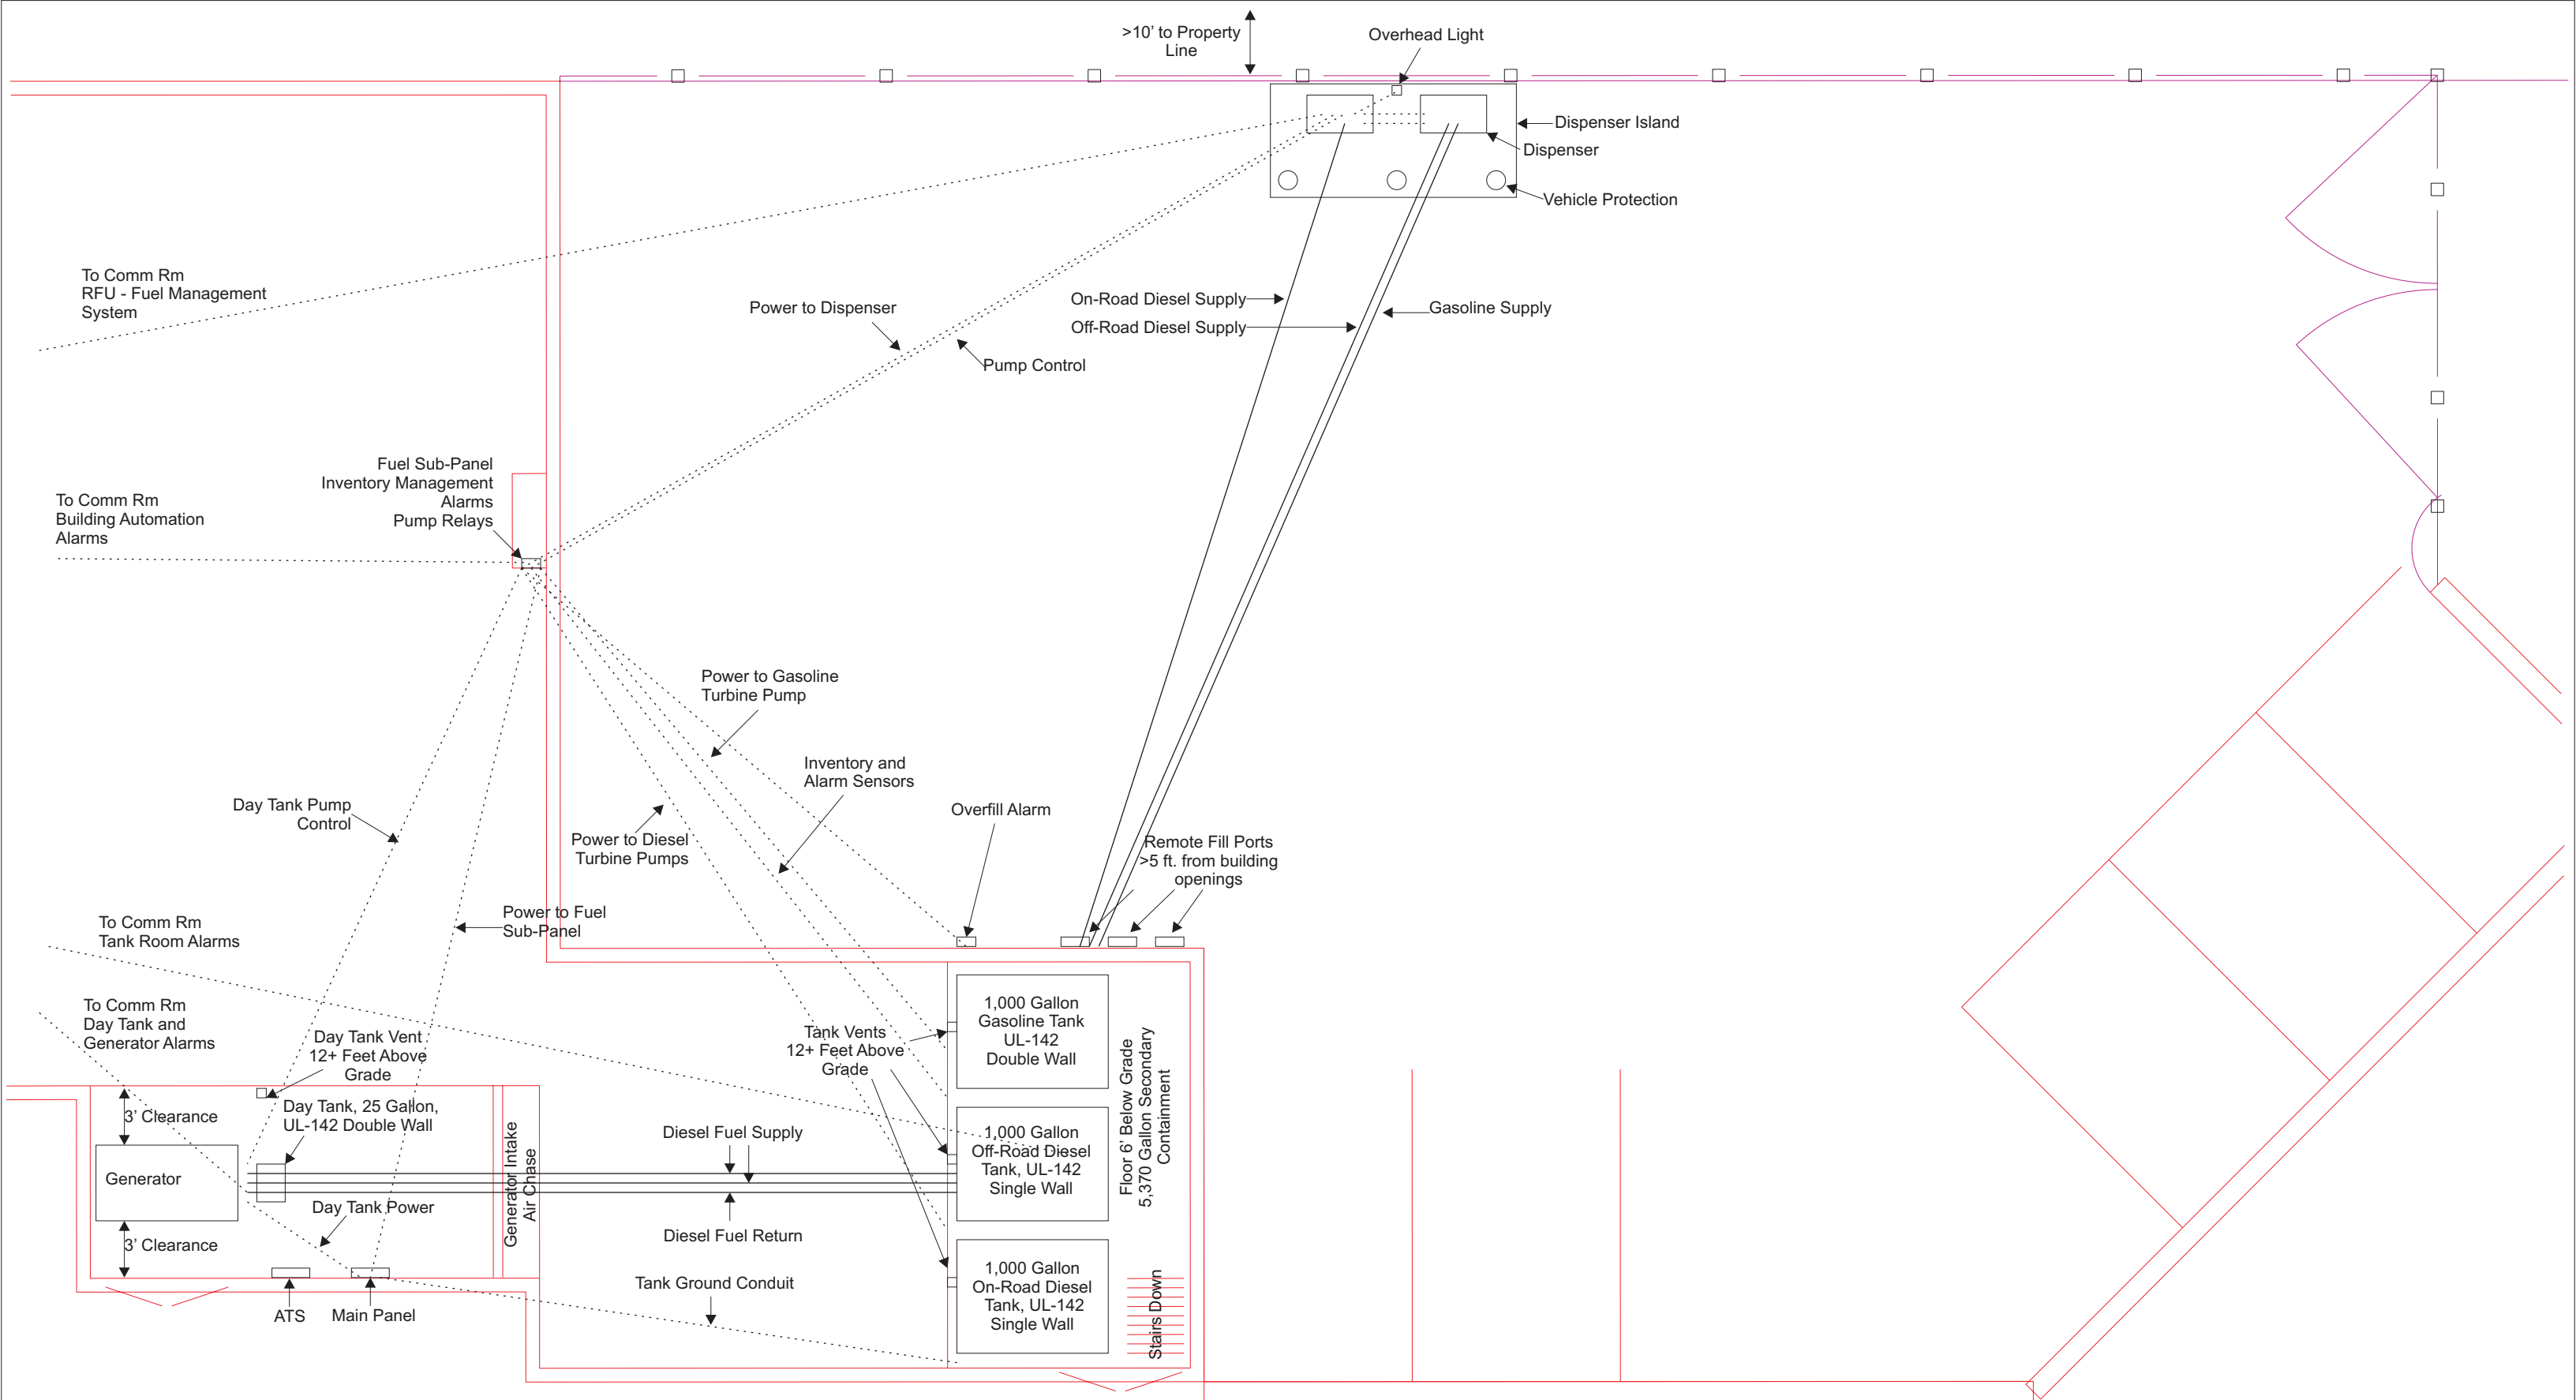 >10' to Property
Line
Overhead Light
Dispenser Island
Dispenser
Vehicle Protection
To Comm Rm
RFU - Fuel Management
System
Power to Dispenser
Pump Control
On-Road Diesel Supply
Off-Road Diesel Supply
Gasoline Supply
Fuel Sub-Panel
Inventory Management
Alarms
Pump Relays
To Comm Rm
Building Automation
Alarms
Power to Gasoline
Turbine Pump
Inventory and
Alarm Sensors
Day Tank Pump
Control
Power to Diesel
Turbine Pumps
Overfill Alarm
Remote Fill Ports
>5 ft. from building
openings
Power to Fuel
Sub-Panel
To Comm Rm
Tank Room Alarms
To Comm Rm
Day Tank and
Generator Alarms
Day Tank Vent
12+ Feet Above
Grade
Tank Vents
12+ Feet Above
Grade
1,000 Gallon
Gasoline Tank
UL-142
Double Wall
Floor 6' Below Grade
5,370 Gallon Secondary
Containment
3' Clearance
Day Tank, 25 Gallon,
UL-142 Double Wall
Generator
Generator Intake
Air Chase
Diesel Fuel Supply
1,000 Gallon
Off-Road Diesel
Tank, UL-142
Single Wall
Day Tank Power
3' Clearance
Diesel Fuel Return
Tank Ground Conduit
1,000 Gallon
On-Road Diesel
Tank, UL-142
Single Wall
Stairs Down
ATS
Main Panel